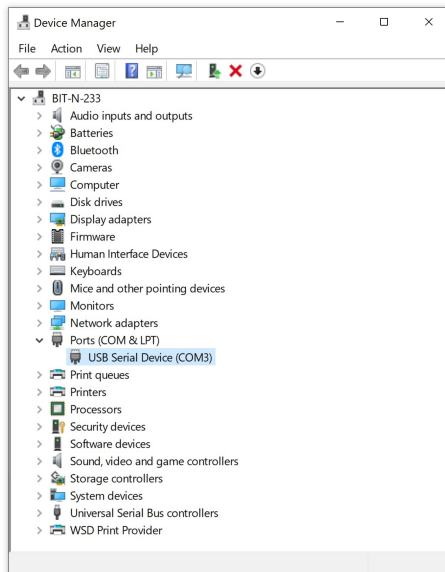 Device Manager
File Action View Help
BIT-N-233
Audio inputs and outputs
Batteries
Bluetooth
Cameras
Computer
Disk drives
Display adapters
Firmware
Human Interface Devices
Keyboards
Mice and other pointing devices
Monitors
Network adapters
Ports (COM & LPT)
USB Serial Device (COM3)
Print queues
Printers
Processors
Security devices
Software devices
Sound, video and game controllers
Storage controllers
System devices
Universal Serial Bus controllers
WSD Print Provider